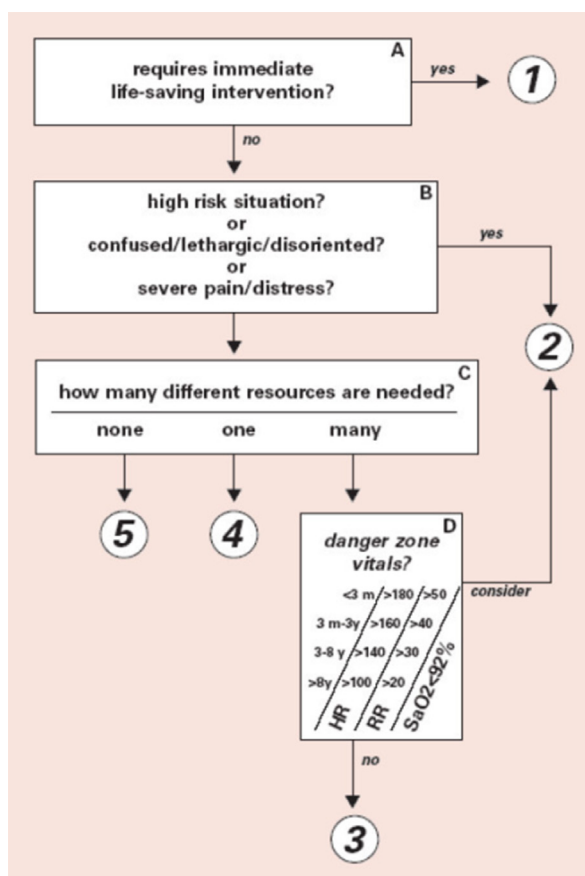 A
requires immediate
life-saving intervention?
yes
1
no
B
high risk situation?
or
confused/lethargic/disoriented?
or
severe pain/distress?
yes
2
C
how many different resources are needed?
none one many
5 4
D
danger zone
vitals?
<3 m >180 >50
3 m-3y >160 >40
3-8 y >140 >30
>8y >100 >20
HR RR SaO2<92%
consider
no
3